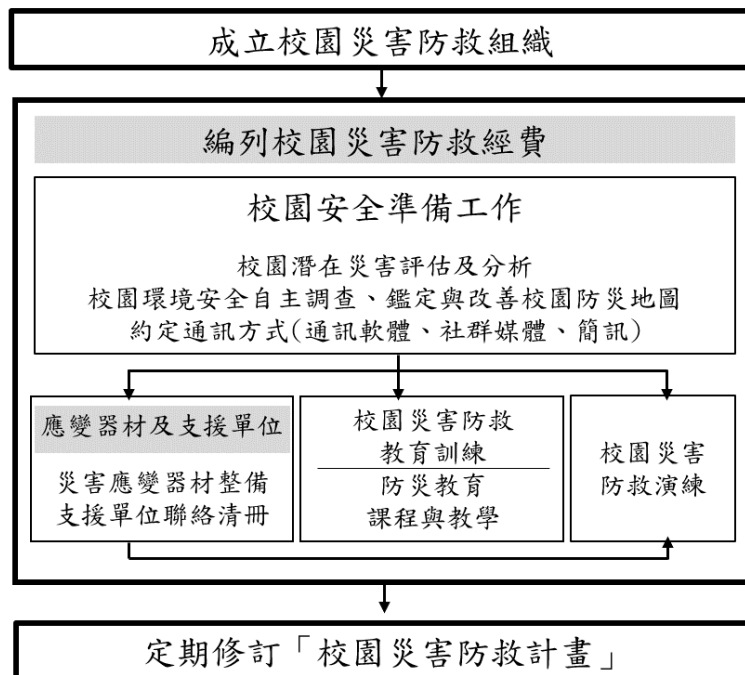 成立校園災害防救組織
編列校園災害防救經費
校園安全準備工作
校園潛在災害評估及分析
校園環境安全自主調查、鑑定與改善校園防災地圖
約定通訊方式(通訊軟體、社群媒體、簡訊)
應變器材及支援單位
災害應變器材整備
支援單位聯絡清冊
校園災害防救
教育訓練
防災教育
課程與教學
校園災害
防救演練
定期修訂「校園災害防救計畫」